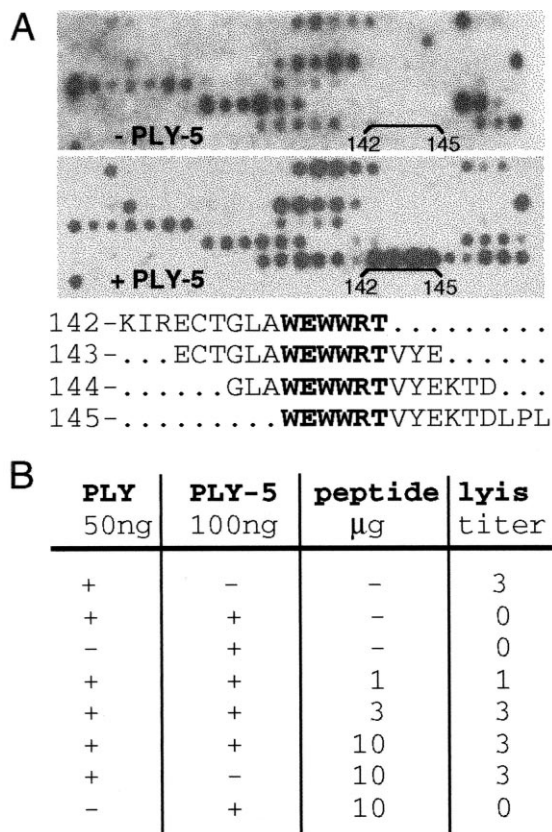 A
- PLY-5
142 145
+ PLY-5
142 145
142-KIRECTGLAWEWWRT.........
143-...ECTGLAWEWWRTVYE......
144-......GLAWEWWRTVYEKTD...
145-.........WEWWRTVYEKTDLPL
B
PLY PLY-5 peptide lyis
50ng 100ng µg titer
+ - - 3
+ + - 0
- + - 0
+ + 1 1
+ + 3 3
+ + 10 3
+ - 10 3
- + 10 0